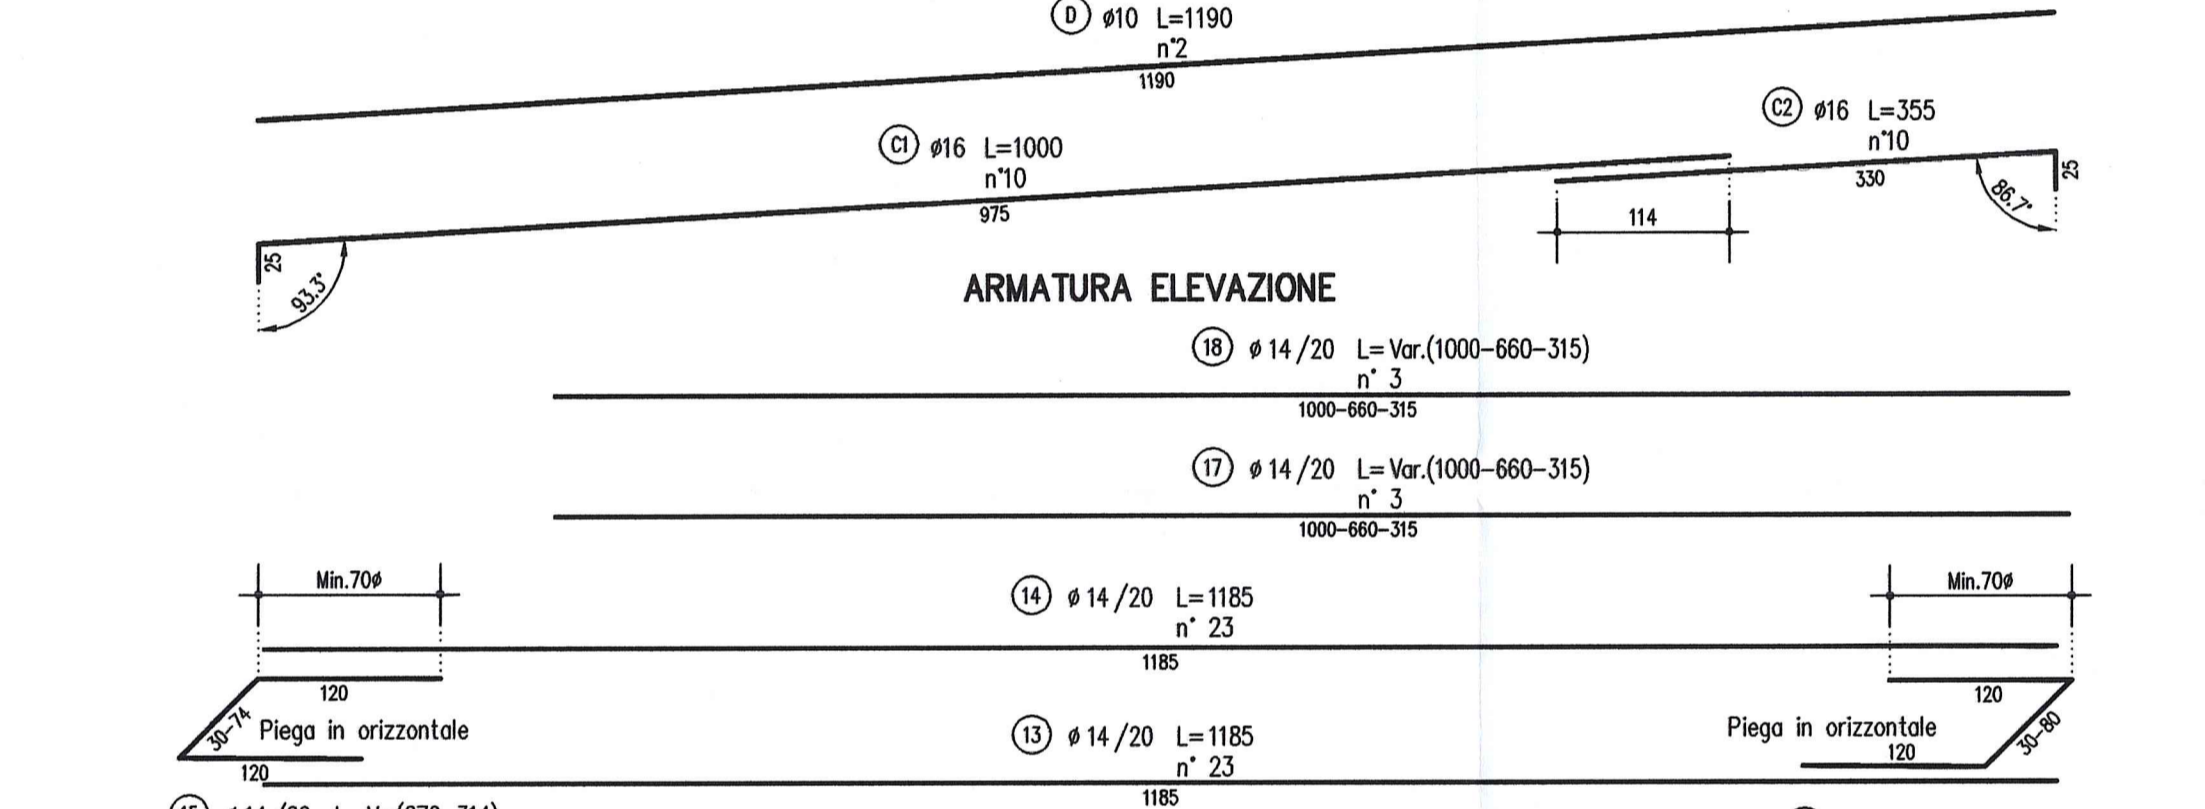 D ø10 L=1190
n°2
1190
C2 ø16 L=355
n°10
330
25
86.7°
C1 ø16 L=1000
n°10
975
114
25
93.3°
ARMATURA ELEVAZIONE
18 ø 14/20 L= Var.(1000-660-315)
n° 3
1000-660-315
17 ø 14/20 L= Var.(1000-660-315)
n° 3
1000-660-315
Min.70ø
Min.70ø
14 ø 14/20 L= 1185
n° 23
1185
120
120
30-74
Piega in orizzontale
120
Piega in orizzontale
120
30-80
13 ø 14/20 L= 1185
n° 23
1185